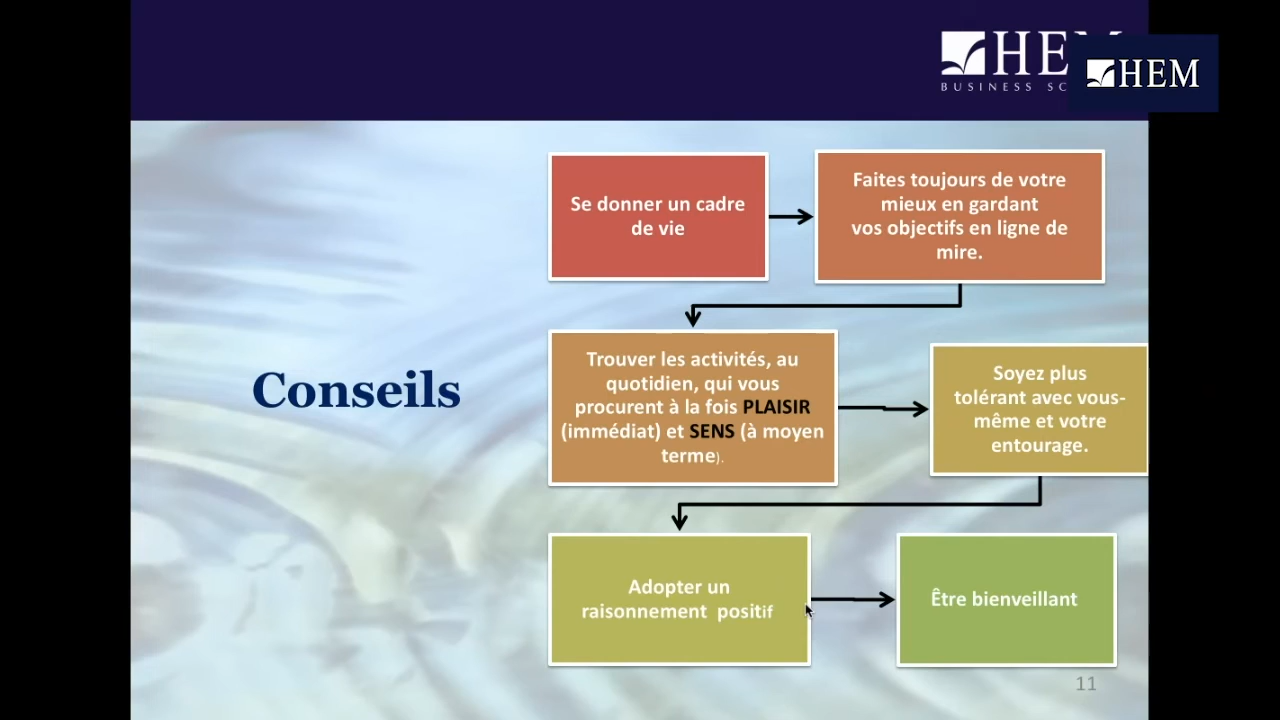 HEM
BUSINESS SC
HEM
Se donner un cadre
de vie
Faites toujours de votre
mieux en gardant
vos objectifs en ligne de
mire.
Conseils
Trouver les activités, au
quotidien, qui vous
procurent à la fois PLAISIR
(immédiat) et SENS (à moyen
terme).
Soyez plus
tolérant avec vous-
même et votre
entourage.
Adopter un
raisonnement positif
Être bienveillant
11